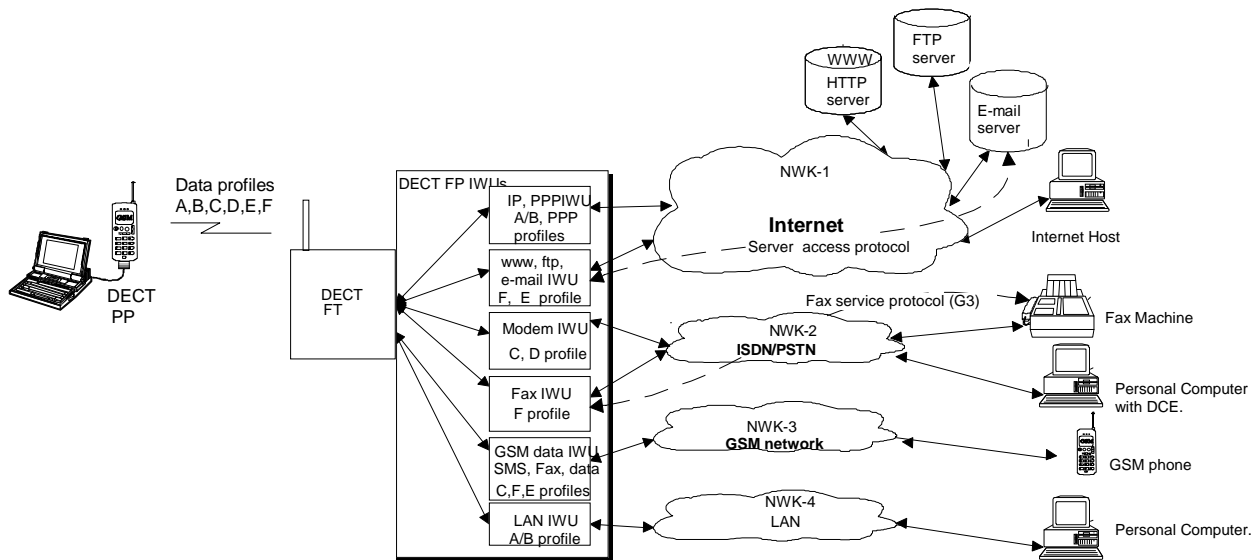 WWW
HTTP
server
FTP
server
E-mail
server
NWK-1
Internet
Server access protocol
Internet Host
Data profiles
A,B,C,D,E,F
GSM
DECT
PP
DECT
FT
DECT FP IWUs
IP, PPPIWU
A/B, PPP
profiles
www, ftp,
e-mail IWU
F, E profile
Modem IWU
C, D profile
Fax IWU
F profile
GSM data IWU
SMS, Fax, data
C,F,E profiles
LAN IWU
A/B profile
Fax service protocol (G3)
Fax Machine
NWK-2
ISDN/PSTN
Personal Computer
with DCE.
NWK-3
GSM network
GSM phone
NWK-4
LAN
Personal Computer.